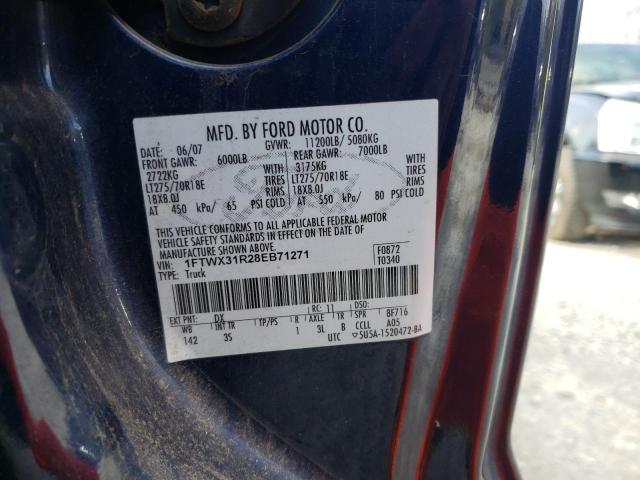 MFD. BY FORD MOTOR CO.
DATE: 06/07 GVWR: 11200LB/ 5080KG
FRONT GAWR: 6000LB REAR GAWR: 7000LB
2722KG WITH 3175KG WITH
LT275/70R18E TIRES LT275/70R18E TIRES
18X8.0J RIMS 18X8.0J RIMS
AT 450 kPa/ 65 PSI COLD AT 550 kPa/ 80 PSI COLD
THIS VEHICLE CONFORMS TO ALL APPLICABLE FEDERAL MOTOR
VEHICLE SAFETY STANDARDS IN EFFECT ON THE DATE OF
MANUFACTURE SHOWN ABOVE.
VIN: 1FTWX31R28EB71271 F0872
TYPE: Truck T0340
EXT PNT: DX RC: 11 DSO:
WB INT TR TP/PS R AXLE TR SPR BF716
142 3S 1 3L B CCLL A05
UTC 5U5A-1520472-BA